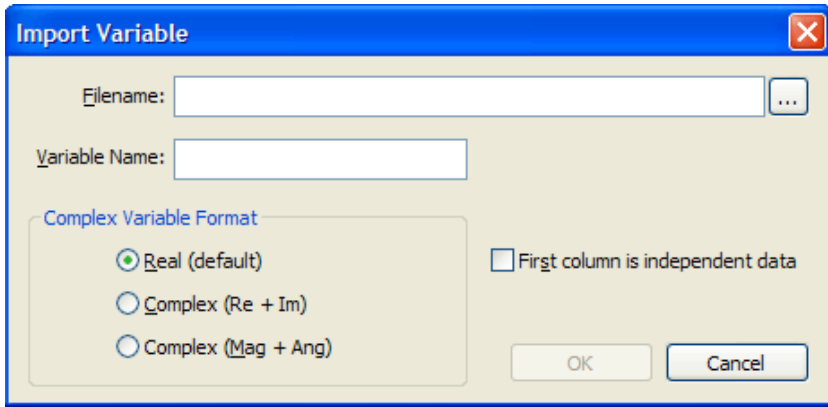 Import Variable
Filename:
...
Variable Name:
Complex Variable Format
Real (default)
First column is independent data
Complex (Re + Im)
Complex (Mag + Ang)
OK
Cancel